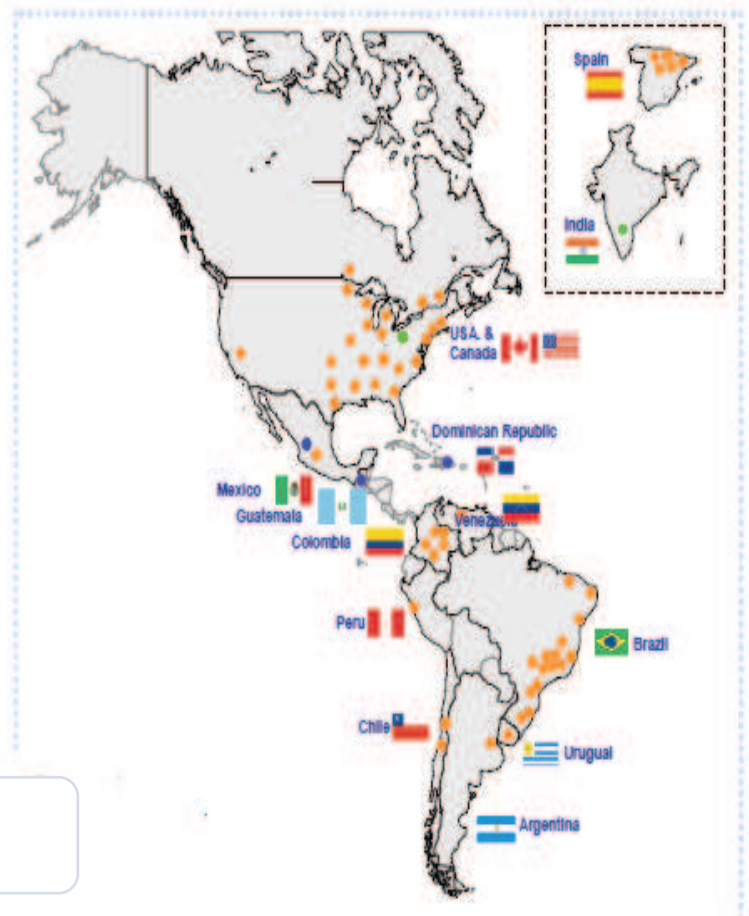 Spain
India
USA. &
Canada
Dominican Republic
Mexico
Guatemala
Venezuela
Colombia
Peru
Brazil
Chile
Urugual
Argentina